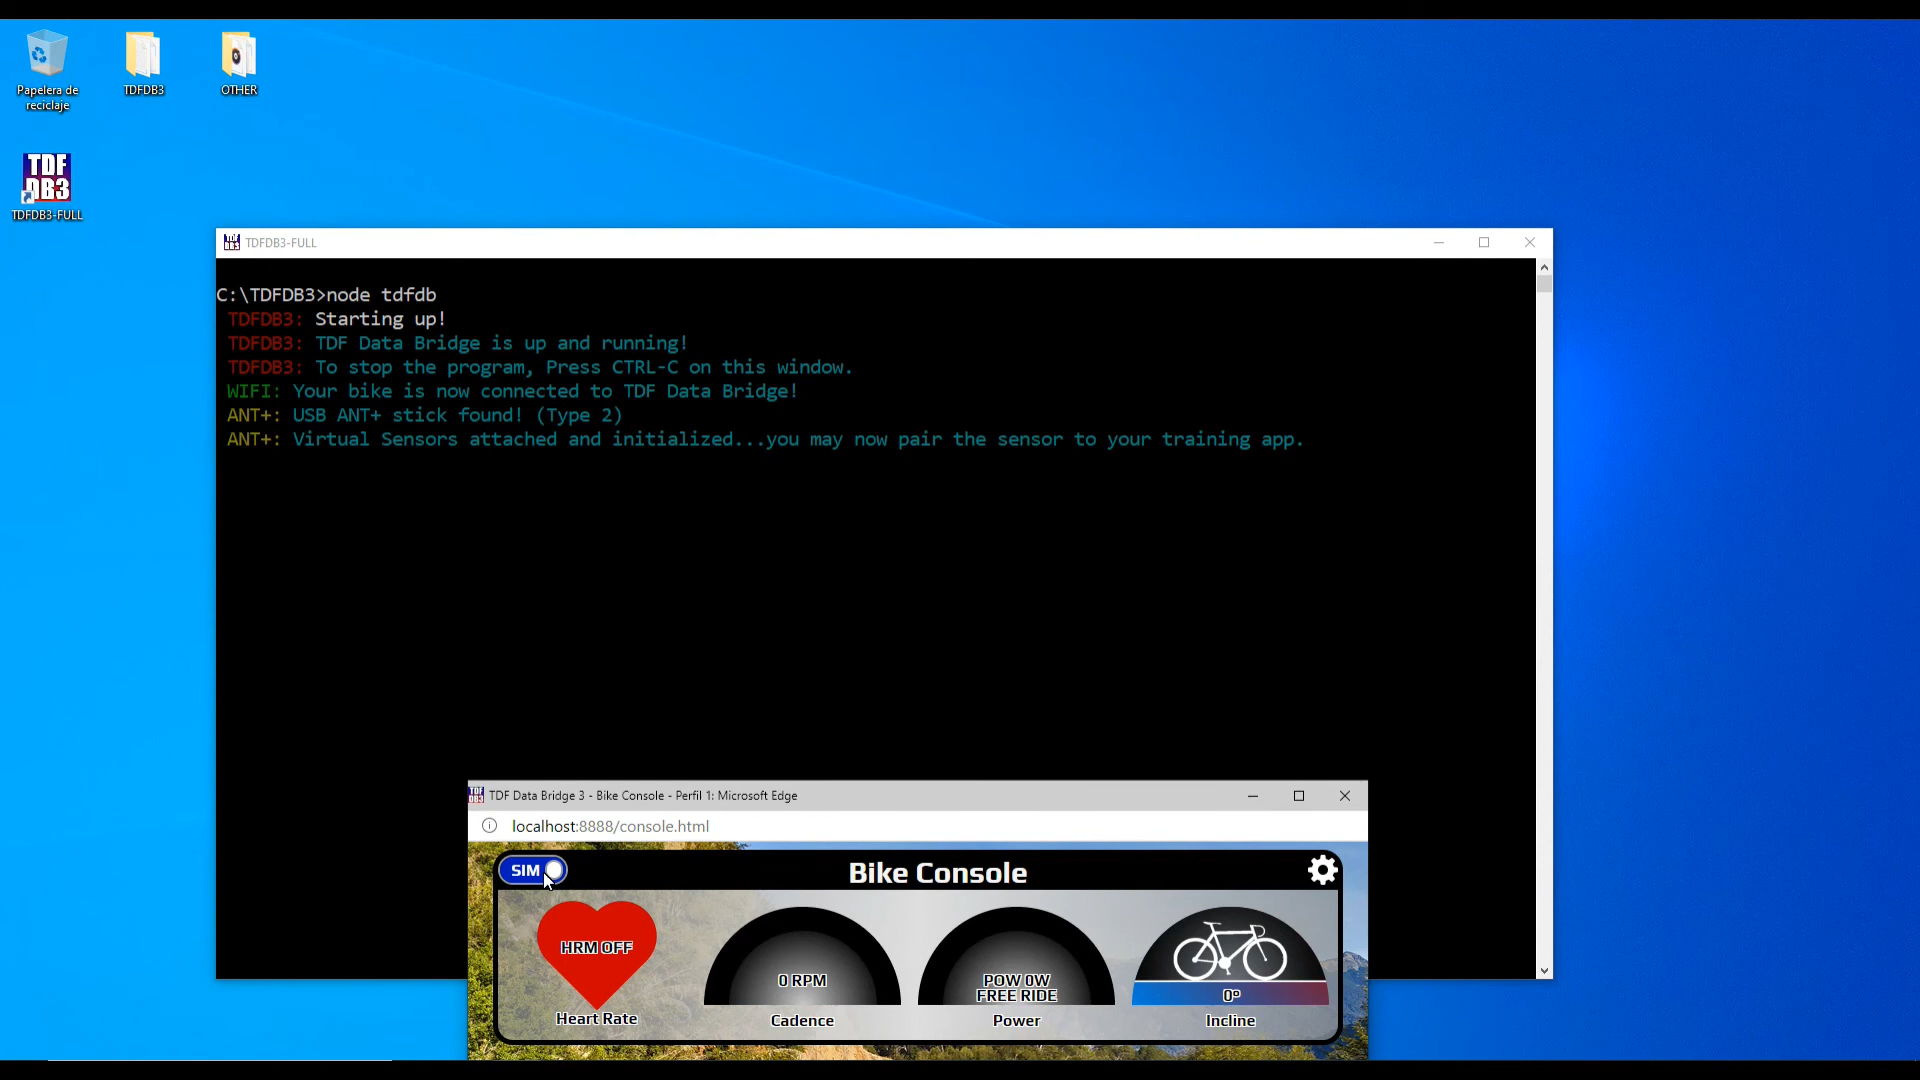 Papelera de
reciclaje
TDFDB3
OTHER
TDF
DB3
TDFDB3-FULL
TDF
DB3
TDFDB3-FULL
C:\TDFDB3>node tdfdb
TDFDB3: Starting up!
TDFDB3: TDF Data Bridge is up and running!
TDFDB3: To stop the program, Press CTRL-C on this window.
WIFI: Your bike is now connected to TDF Data Bridge!
ANT+: USB ANT+ stick found! (Type 2)
ANT+: Virtual Sensors attached and initialized...you may now pair the sensor to your training app.
TDF
DB3
TDF Data Bridge 3 - Bike Console - Perfil 1: Microsoft Edge
localhost:8888/console.html
SIM
Bike Console
HRM OFF
Heart Rate
0 RPM
Cadence
POW 0W
FREE RIDE
Power
0º
Incline